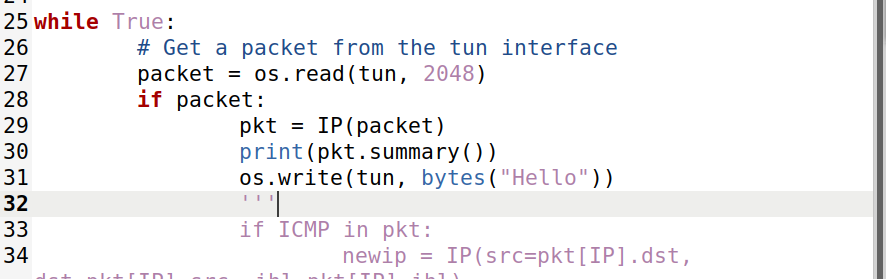 25 while True:
26 # Get a packet from the tun interface
27 packet = os.read(tun, 2048)
28 if packet:
29 pkt = IP(packet)
30 print(pkt.summary())
31 os.write(tun, bytes("Hello"))
32 '''
33 if ICMP in pkt:
34 newip = IP(src=pkt[IP].dst,